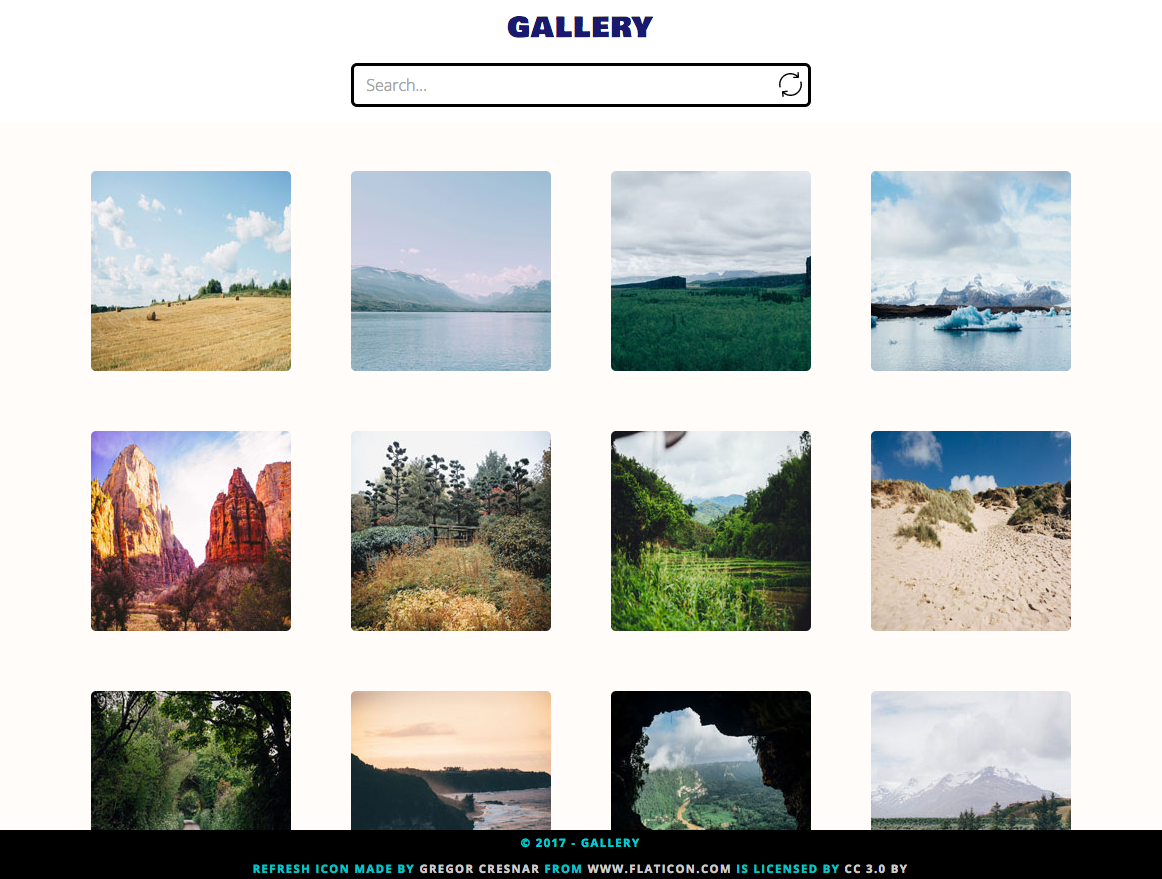 GALLERY
Search...
© 2017 - GALLERY
REFRESH ICON MADE BY GREGOR CRESNAR FROM WWW.FLATICON.COM IS LICENSED BY CC 3.0 BY